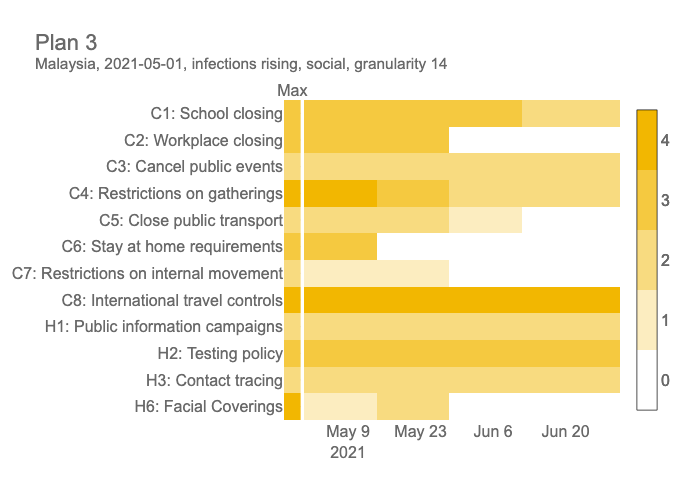 Plan 3
Malaysia, 2021-05-01, infections rising, social, granularity 14
Max
C1: School closing
C2: Workplace closing
C3: Cancel public events
C4: Restrictions on gatherings
C5: Close public transport
C6: Stay at home requirements
C7: Restrictions on internal movement
C8: International travel controls
H1: Public information campaigns
H2: Testing policy
H3: Contact tracing
H6: Facial Coverings
May 9 May 23 Jun 6 Jun 20
2021
4
3
2
1
0